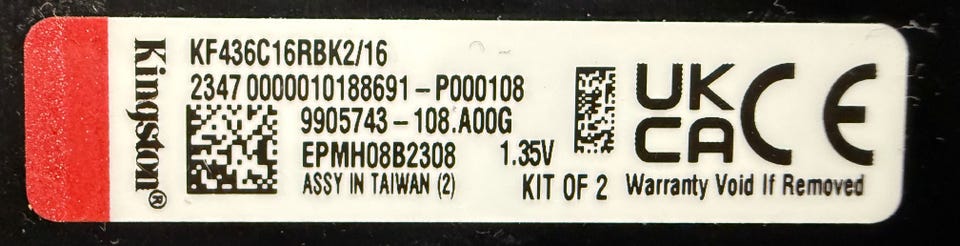 Kingston®
KF436C16RBK2/16
2347 0000010188691-P000108
9905743-108.A00G
EPMH08B2308 1.35V
ASSY IN TAIWAN (2) KIT OF 2
UK
CA
CE
Warranty Void If Removed